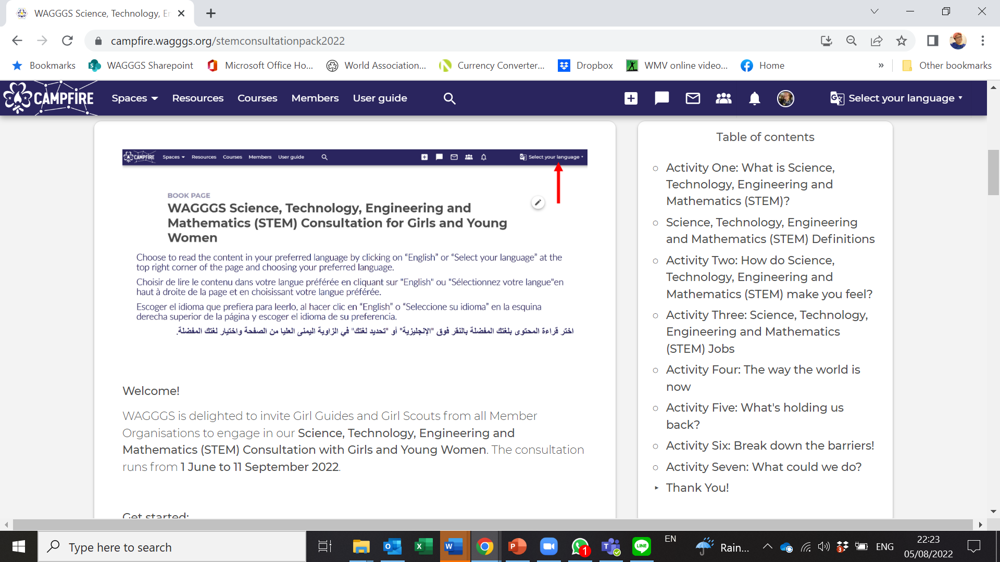 WAGGGS Science, Technology, Er
campfire.wagggs.org/stemconsultationpack2022
Bookmarks
WAGGGS Sharepoint
Microsoft Office Ho...
World Association...
Currency Converter...
Dropbox
WMV online video...
Home
»
Other bookmarks
CAMPFIRE
Spaces
Resources
Courses
Members
User guide
Select your language
CAMPFIRE
Spaces
Resources
Courses
Members
User guide
Select your language
BOOK PAGE
WAGGGS Science, Technology, Engineering and
Mathematics (STEM) Consultation for Girls and Young
Women
Choose to read the content in your preferred language by clicking on “English” or “Select your language” at the
top right corner of the page and choosing your preferred language.
Choisir de lire le contenu dans votre langue préférée en cliquant sur "English" ou "Sélectionnez votre langue"en
haut à droite de la page et en choisissant votre langue préférée.
Escoger el idioma que prefiera para leerlo, al hacer clic en “English” o “Seleccione su idioma” en la esquina
derecha superior de la página y escoger el idioma de su preferencia.
اختر قراءة المحتوى بلغتك المفضلة بالنقر فوق "الإنجليزية" أو "تحديد لغتك" في الزاوية اليمنى العليا من الصفحة واختيار لغتك المفضلة.
Welcome!
WAGGGS is delighted to invite Girl Guides and Girl Scouts from all Member
Organisations to engage in our Science, Technology, Engineering and
Mathematics (STEM) Consultation with Girls and Young Women. The consultation
runs from 1 June to 11 September 2022.
Get started:
Table of contents
Activity One: What is Science,
Technology, Engineering and
Mathematics (STEM)?
Science, Technology, Engineering
and Mathematics (STEM) Definitions
Activity Two: How do Science,
Technology, Engineering and
Mathematics (STEM) make you feel?
Activity Three: Science, Technology,
Engineering and Mathematics
(STEM) Jobs
Activity Four: The way the world is
now
Activity Five: What's holding us
back?
Activity Six: Break down the barriers!
Activity Seven: What could we do?
Thank You!
Type here to search
1
LINE
EN
Rain...
3
ENG
22:23
05/08/2022